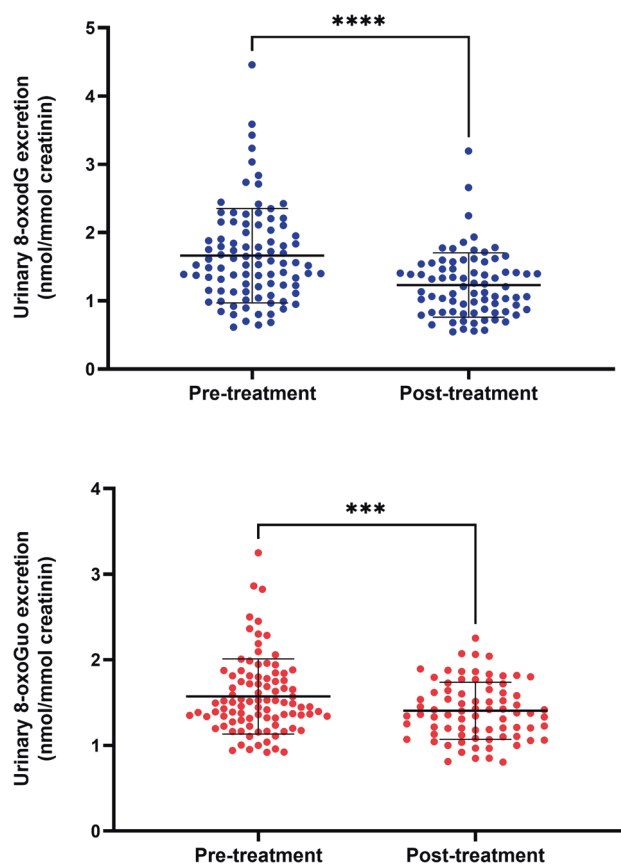 ****
5
4
3
2
1
0
Urinary 8-oxodG excretion
(nmol/mmol creatinin)
Pre-treatment Post-treatment
***
4
3
2
1
0
Urinary 8-oxoGuo excretion
(nmol/mmol creatinin)
Pre-treatment Post-treatment